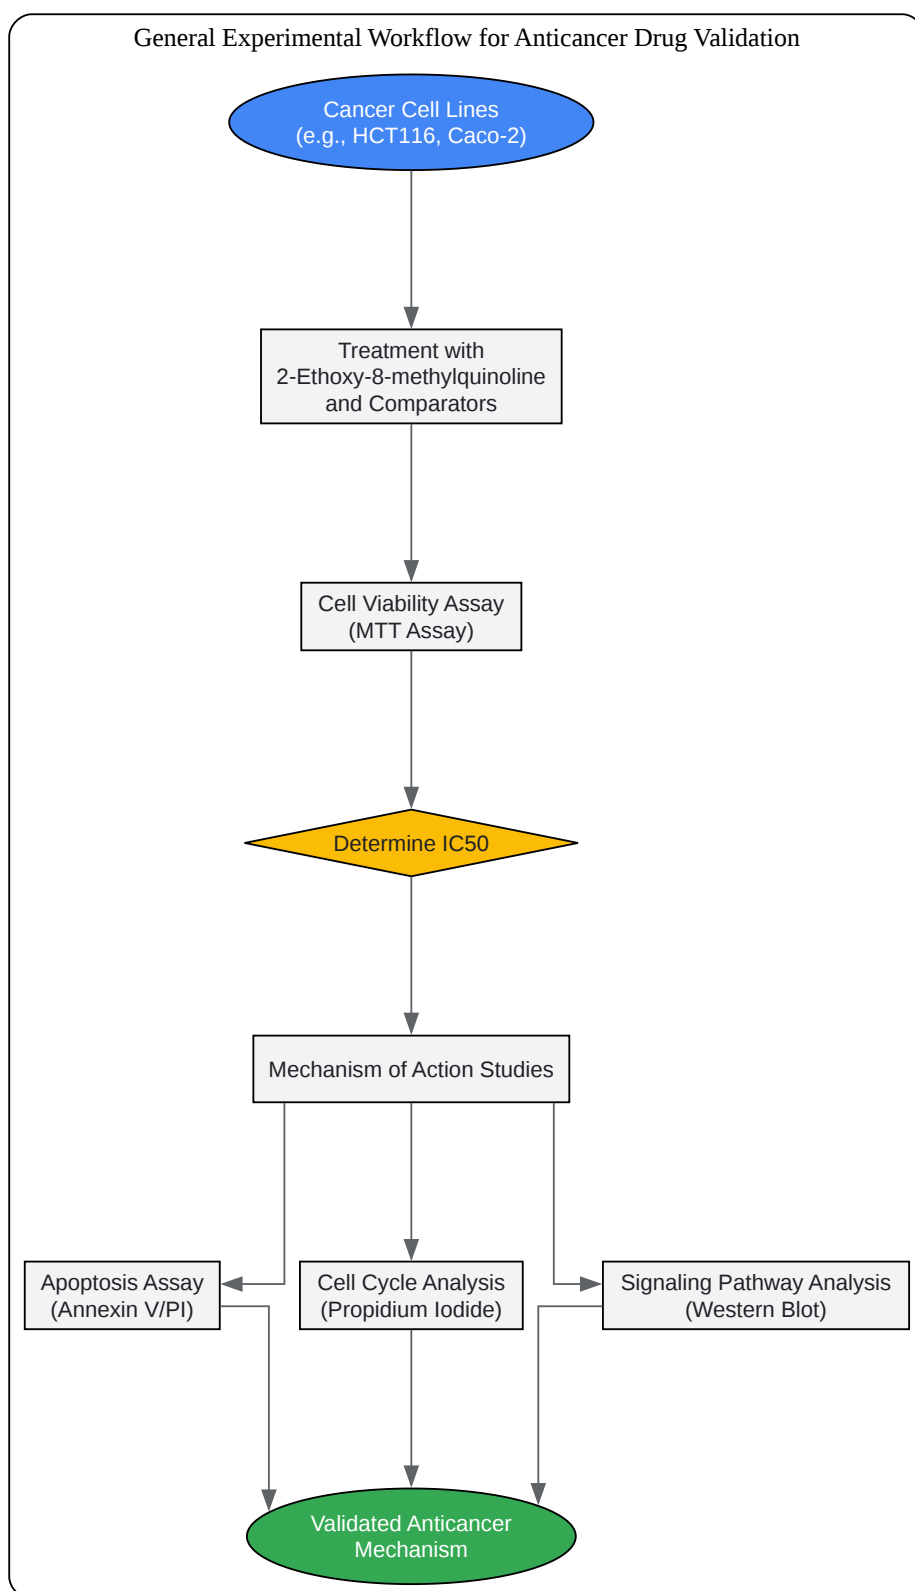 General Experimental Workflow for Anticancer Drug Validation
Cancer Cell Lines
(e.g., HCT116, Caco-2)
Treatment with
2-Ethoxy-8-methylquinoline
and Comparators
Cell Viability Assay
(MTT Assay)
Determine IC50
Mechanism of Action Studies
Apoptosis Assay
(Annexin V/PI)
Cell Cycle Analysis
(Propidium Iodide)
Signaling Pathway Analysis
(Western Blot)
Validated Anticancer
Mechanism